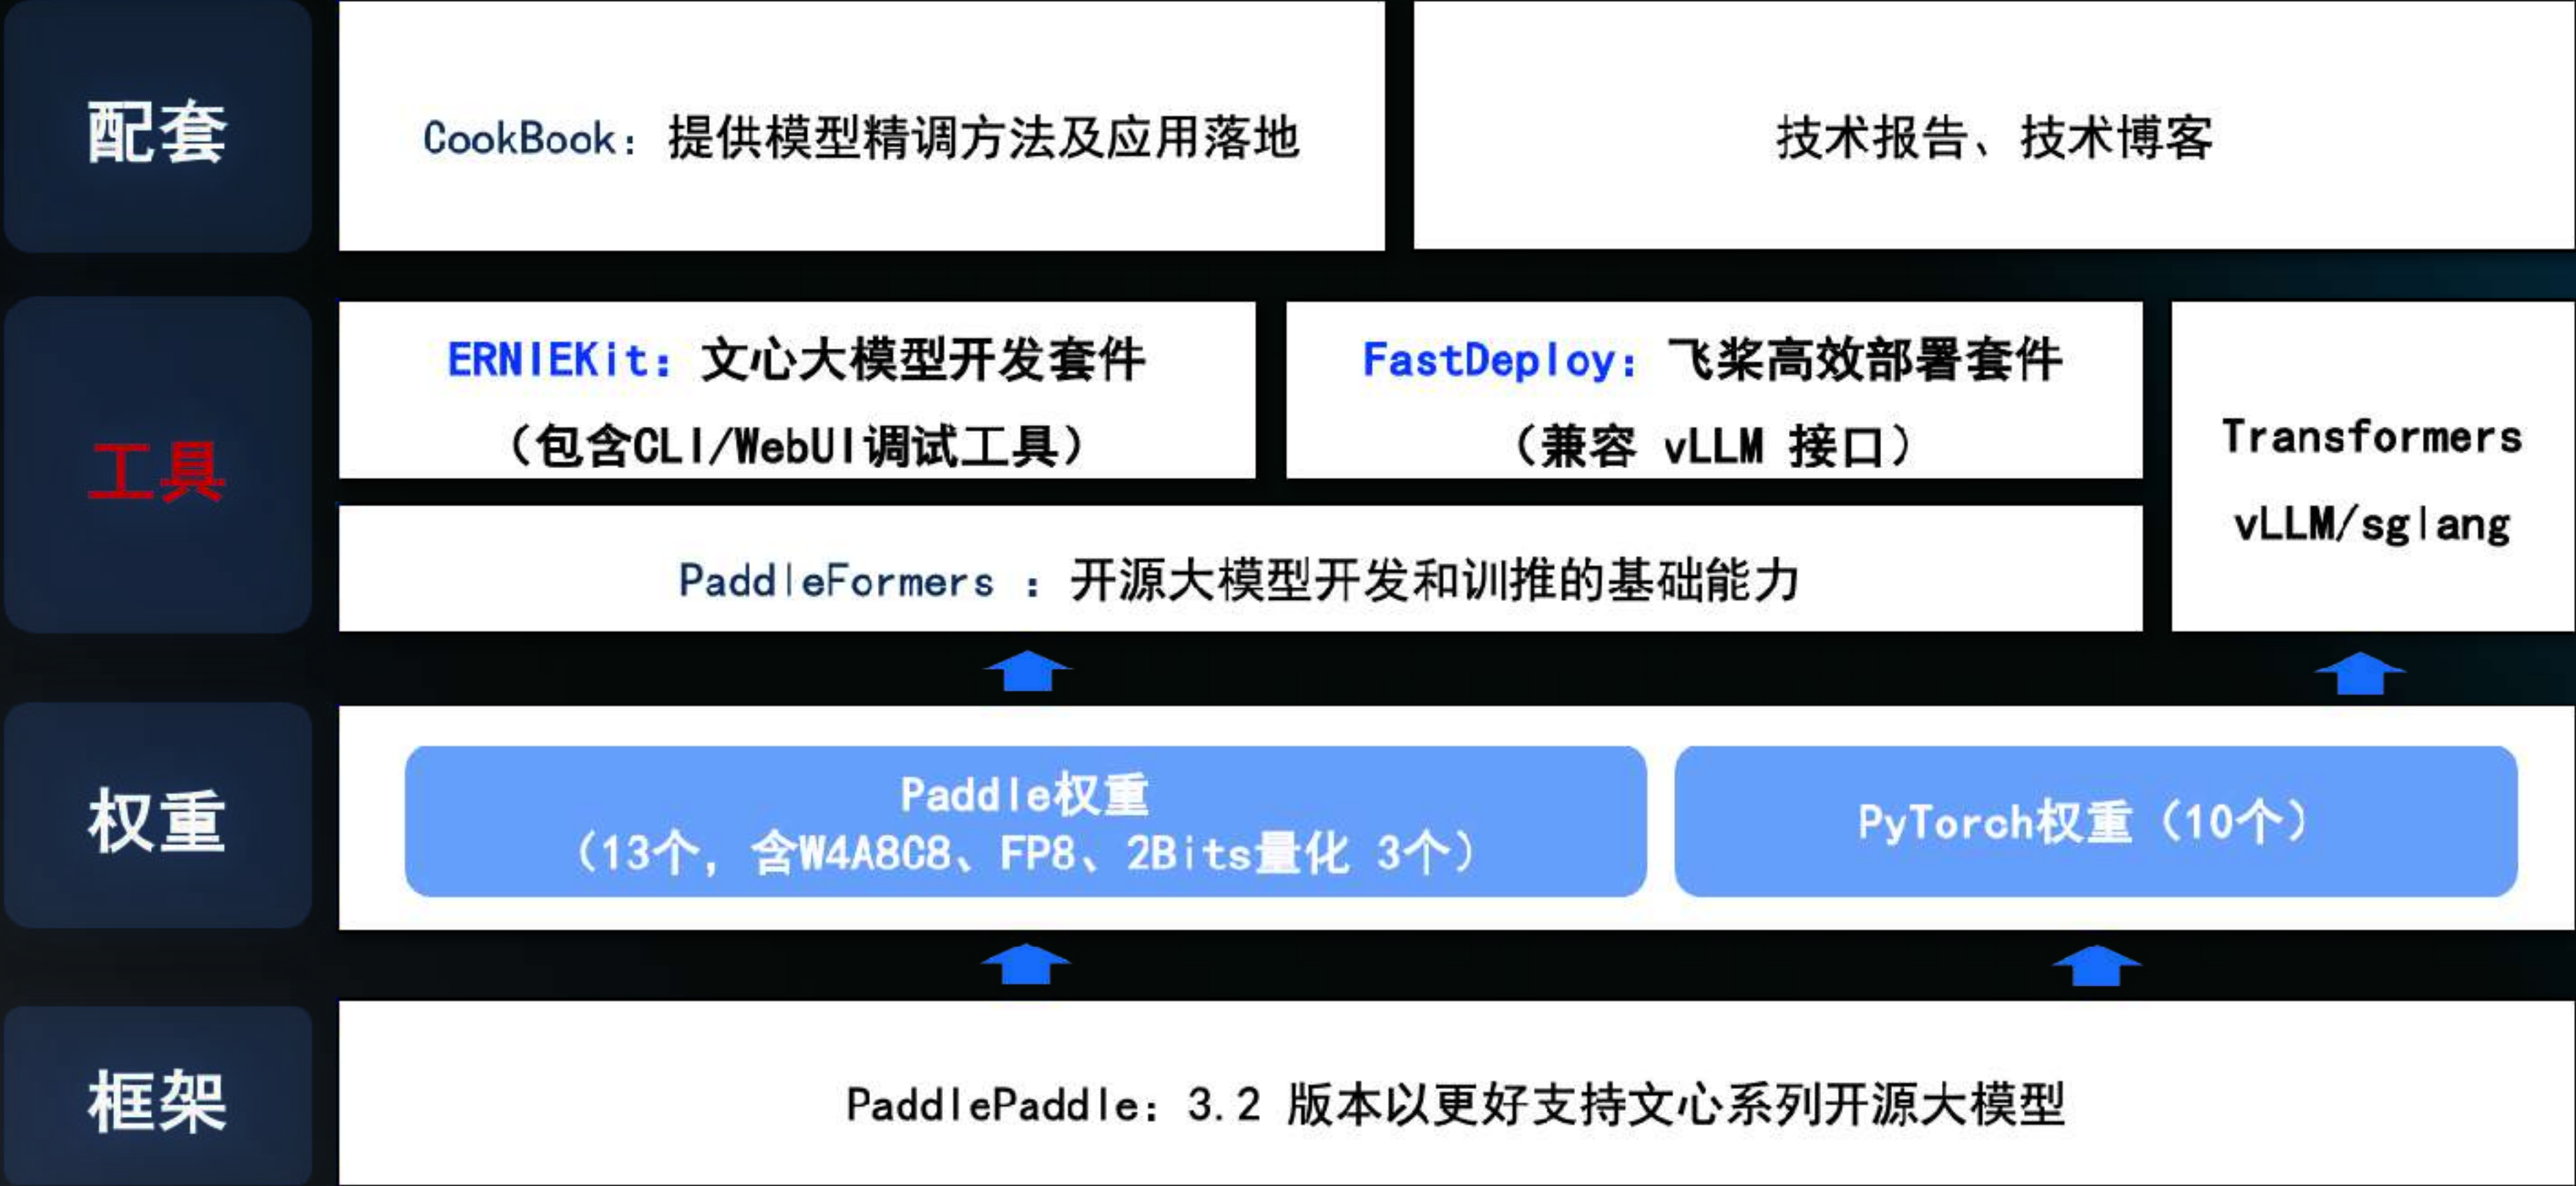 配套
CookBook：提供模型精调方法及应用落地
技术报告、技术博客
工具
ERNIEKit：文心大模型开发套件
（包含CLI/WebUI调试工具）
FastDeploy：飞桨高效部署套件
（兼容 vLLM 接口）
Transformers
vLLM/sglang
PaddleFormers ：开源大模型开发和训推的基础能力
权重
Paddle权重
（13个，含W4A8C8、FP8、2Bits量化 3个）
PyTorch权重（10个）
框架
PaddlePaddle：3.2 版本以更好支持文心系列开源大模型